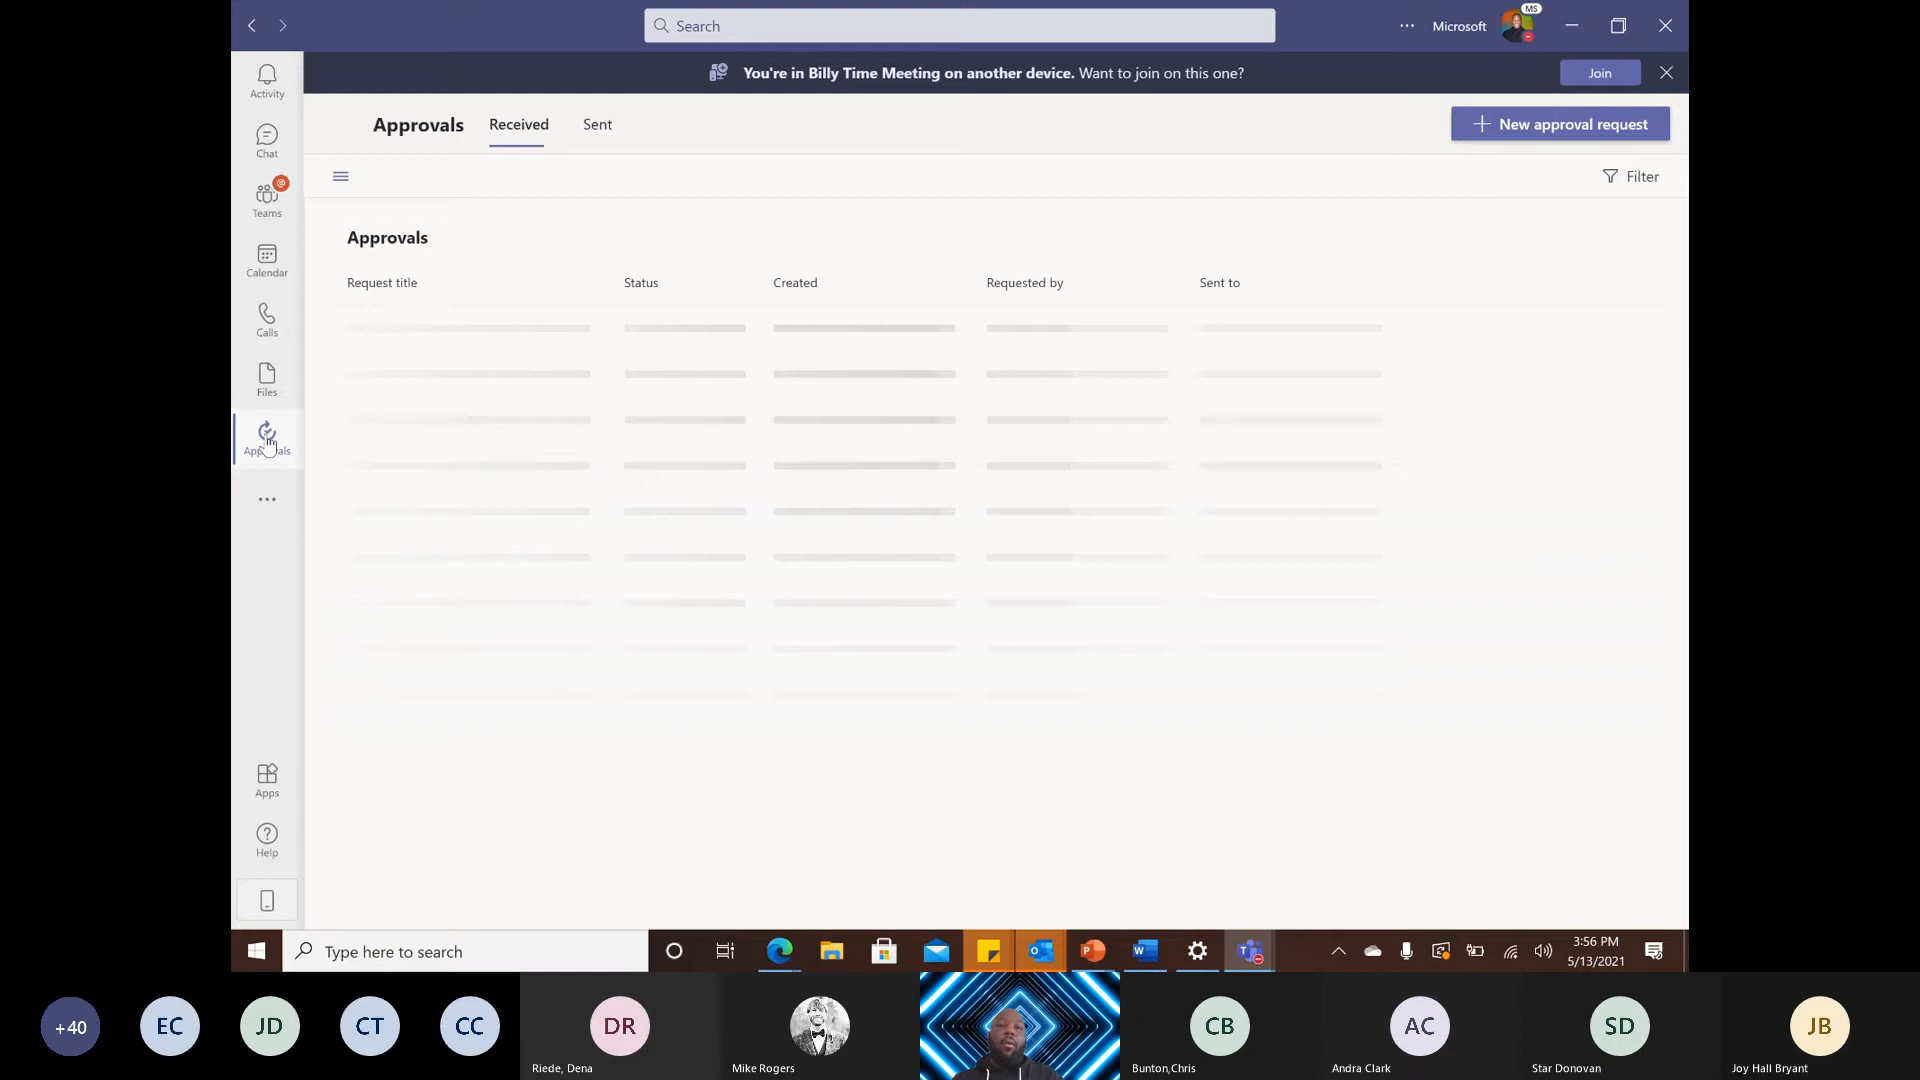 Search
Microsoft
MS
You're in Billy Time Meeting on another device. Want to join on this one?
Join
Activity
Chat
@
Teams
Calendar
Calls
Files
Approvals
Apps
Help
Approvals
Received
Sent
New approval request
Filter
Approvals
Request title
Status
Created
Requested by
Sent to
Type here to search
3:56 PM
5/13/2021
+40
EC
JD
CT
CC
DR
Riede, Dena
Mike Rogers
CB
Bunton,Chris
AC
Andra Clark
SD
Star Donovan
JB
Joy Hall Bryant